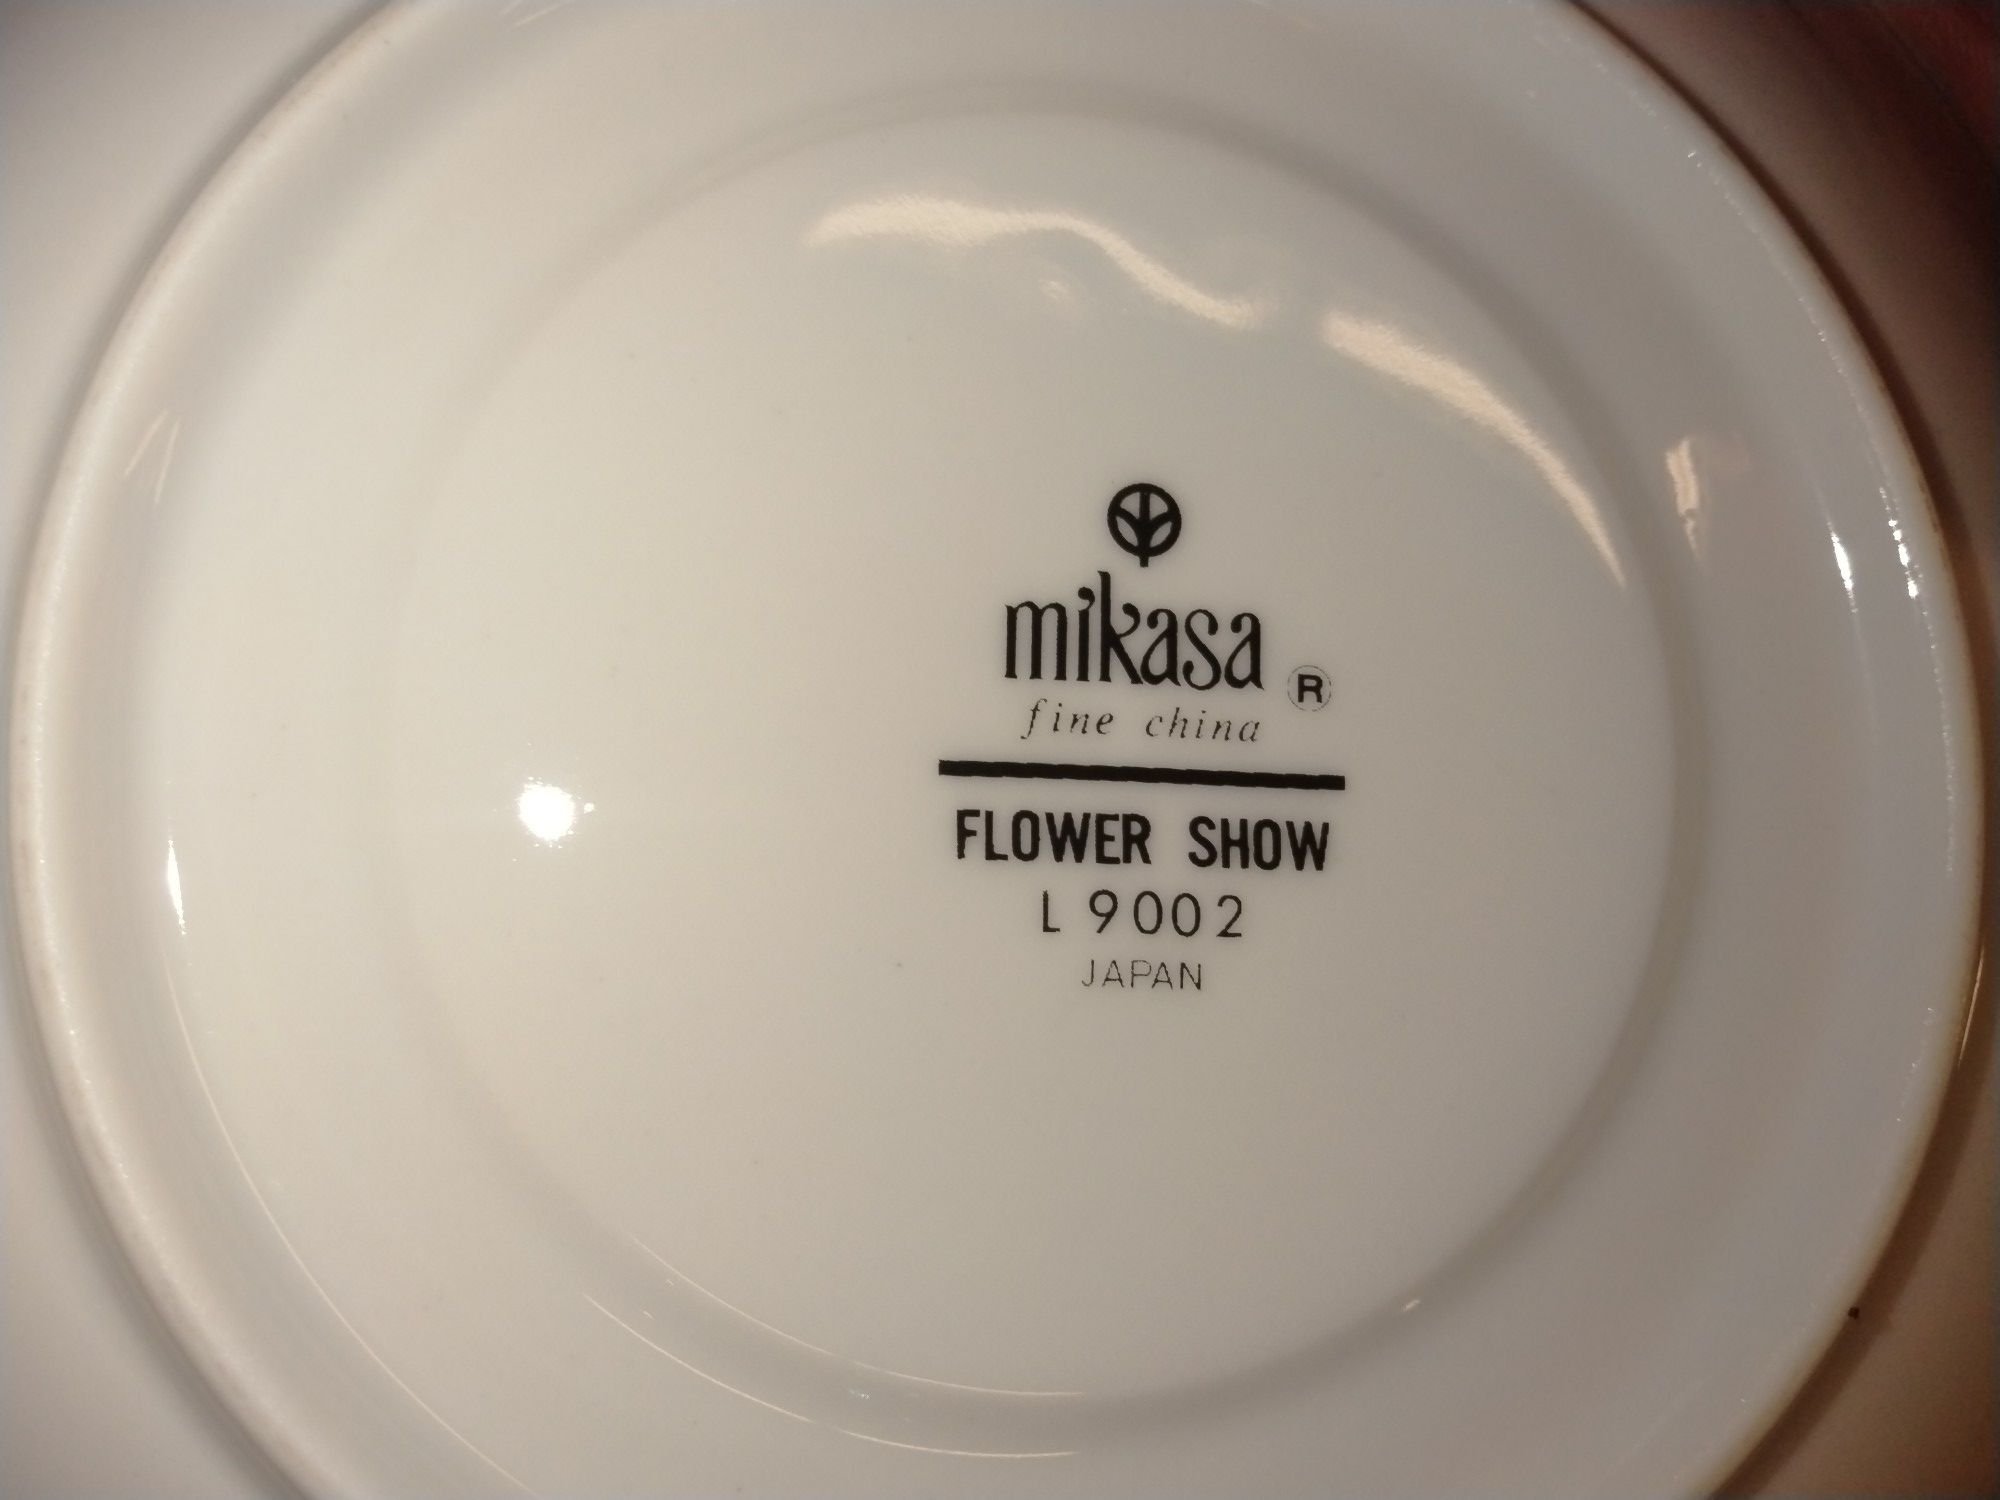 mikasa ®
fine china
FLOWER SHOW
L 9002
JAPAN